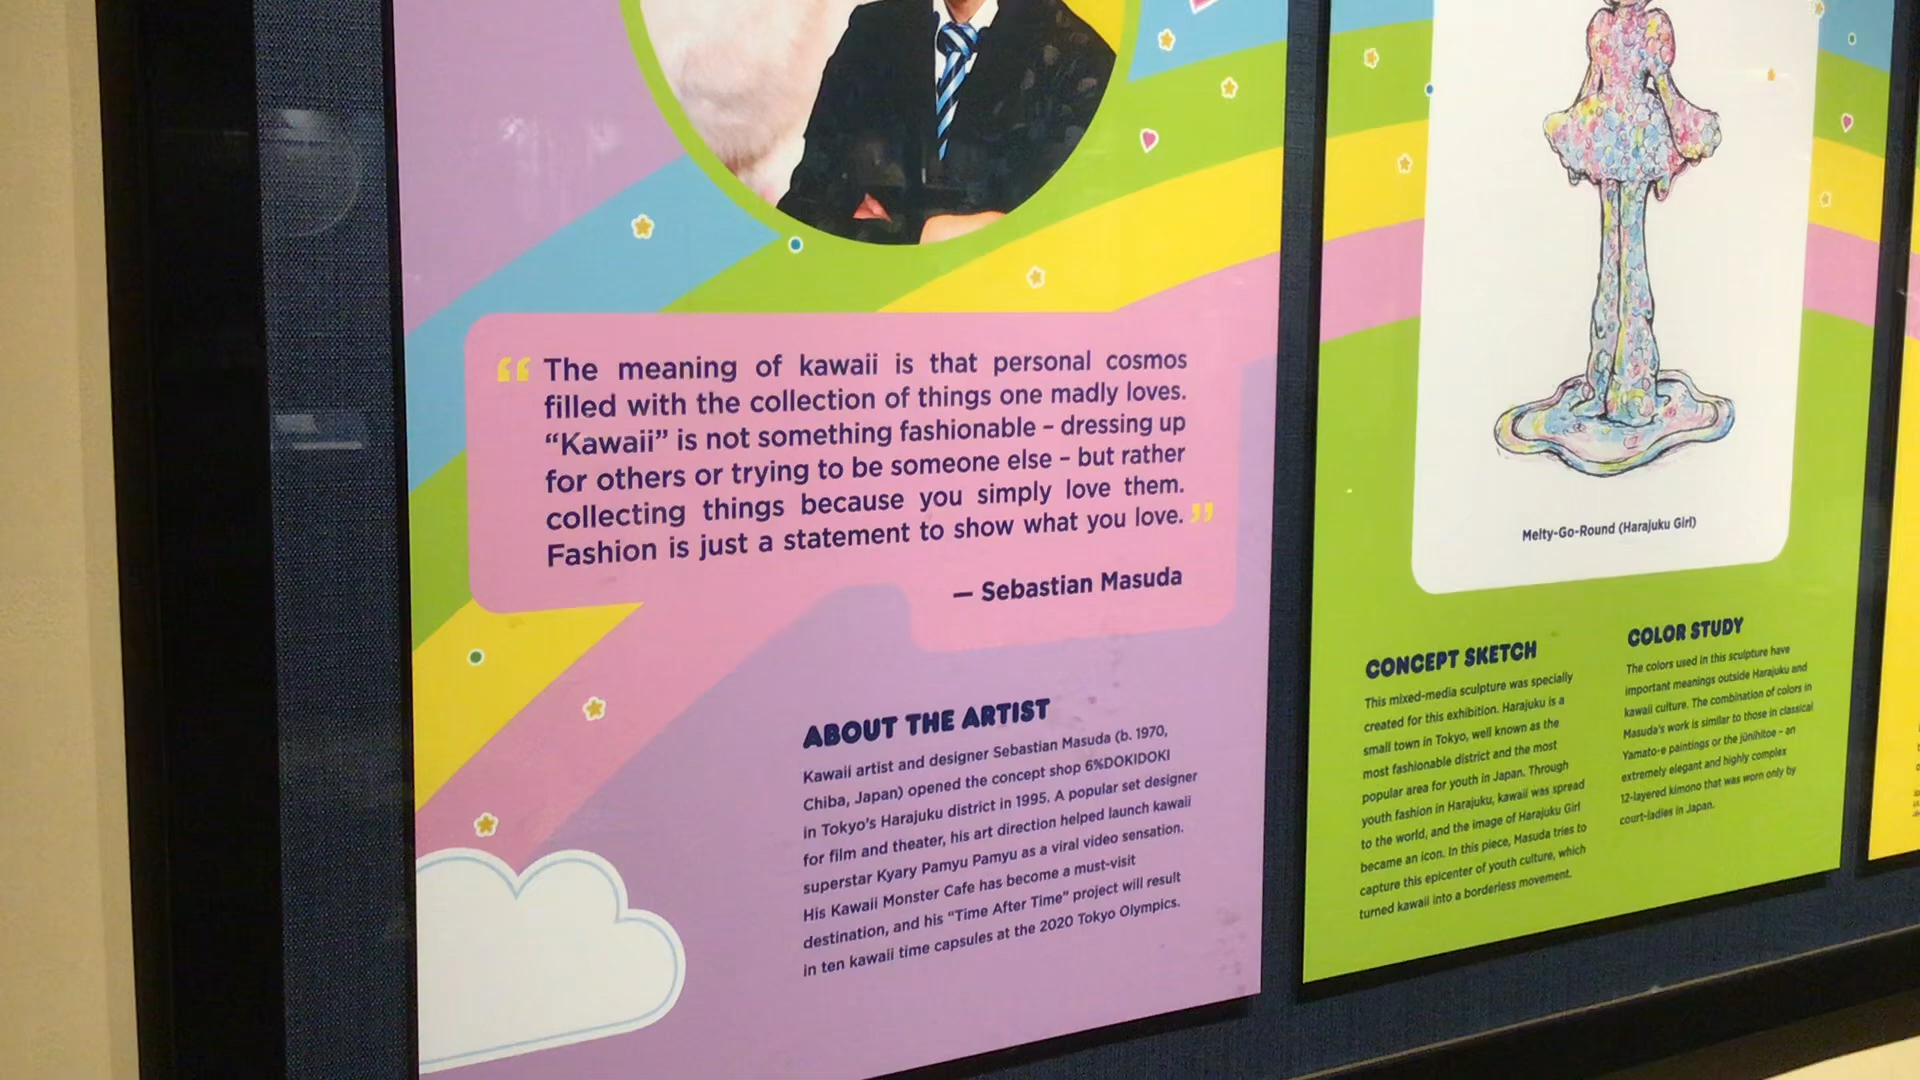 “ The meaning of kawaii is that personal cosmos
filled with the collection of things one madly loves.
“Kawaii” is not something fashionable – dressing up
for others or trying to be someone else – but rather
collecting things because you simply love them.
Fashion is just a statement to show what you love. ”
— Sebastian Masuda
ABOUT THE ARTIST
Kawaii artist and designer Sebastian Masuda (b. 1970,
Chiba, Japan) opened the concept shop 6%DOKIDOKI
in Tokyo’s Harajuku district in 1995. A popular set designer
for film and theater, his art direction helped launch kawaii
superstar Kyary Pamyu Pamyu as a viral video sensation.
His Kawaii Monster Cafe has become a must-visit
destination, and his “Time After Time” project will result
in ten kawaii time capsules at the 2020 Tokyo Olympics.
Melty-Go-Round (Harajuku Girl)
CONCEPT SKETCH
This mixed-media sculpture was specially
created for this exhibition. Harajuku is a
small town in Tokyo, well known as the
most fashionable district and the most
popular area for youth in Japan. Through
youth fashion in Harajuku, kawaii was spread
to the world, and the image of Harajuku Girl
became an icon. In this piece, Masuda tries to
capture this epicenter of youth culture, which
turned kawaii into a borderless movement.
COLOR STUDY
The colors used in this sculpture have
important meanings outside Harajuku and
kawaii culture. The combination of colors in
Masuda’s work is similar to those in classical
Yamato-e paintings or the jūnihitoe – an
extremely elegant and highly complex
12-layered kimono that was worn only by
court-ladies in Japan.